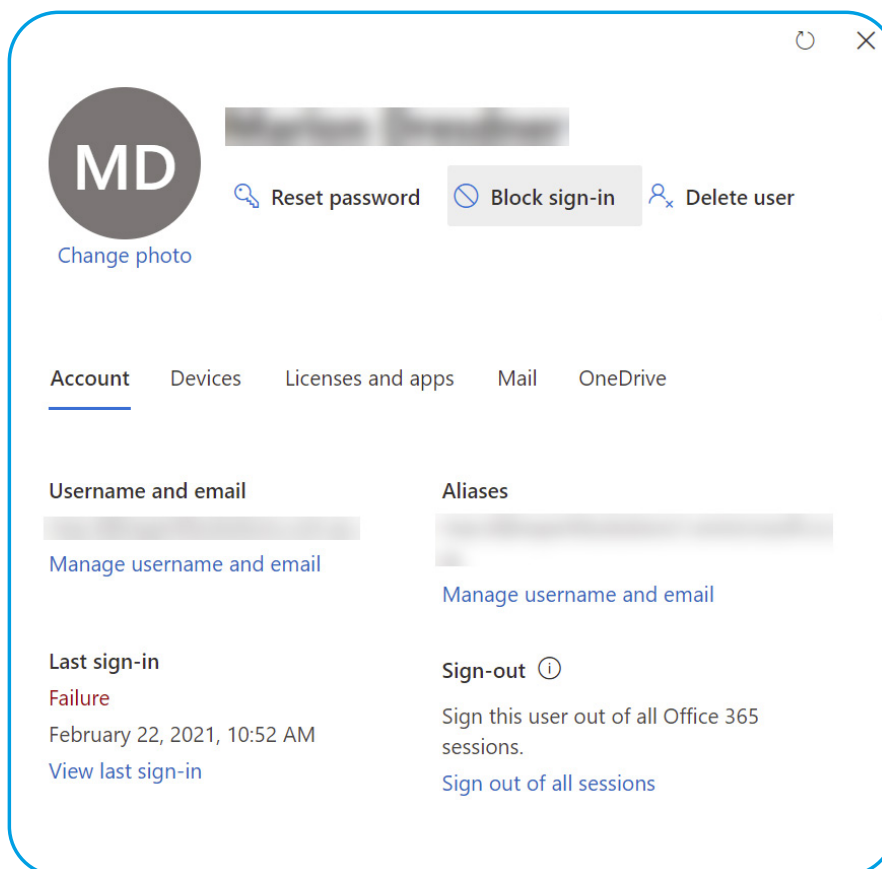 MD
Reset password
Block sign-in
Delete user
Change photo
Account
Devices
Licenses and apps
Mail
OneDrive
Username and email
Manage username and email
Aliases
Manage username and email
Last sign-in
Failure
February 22, 2021, 10:52 AM
View last sign-in
Sign-out
Sign this user out of all Office 365
sessions.
Sign out of all sessions